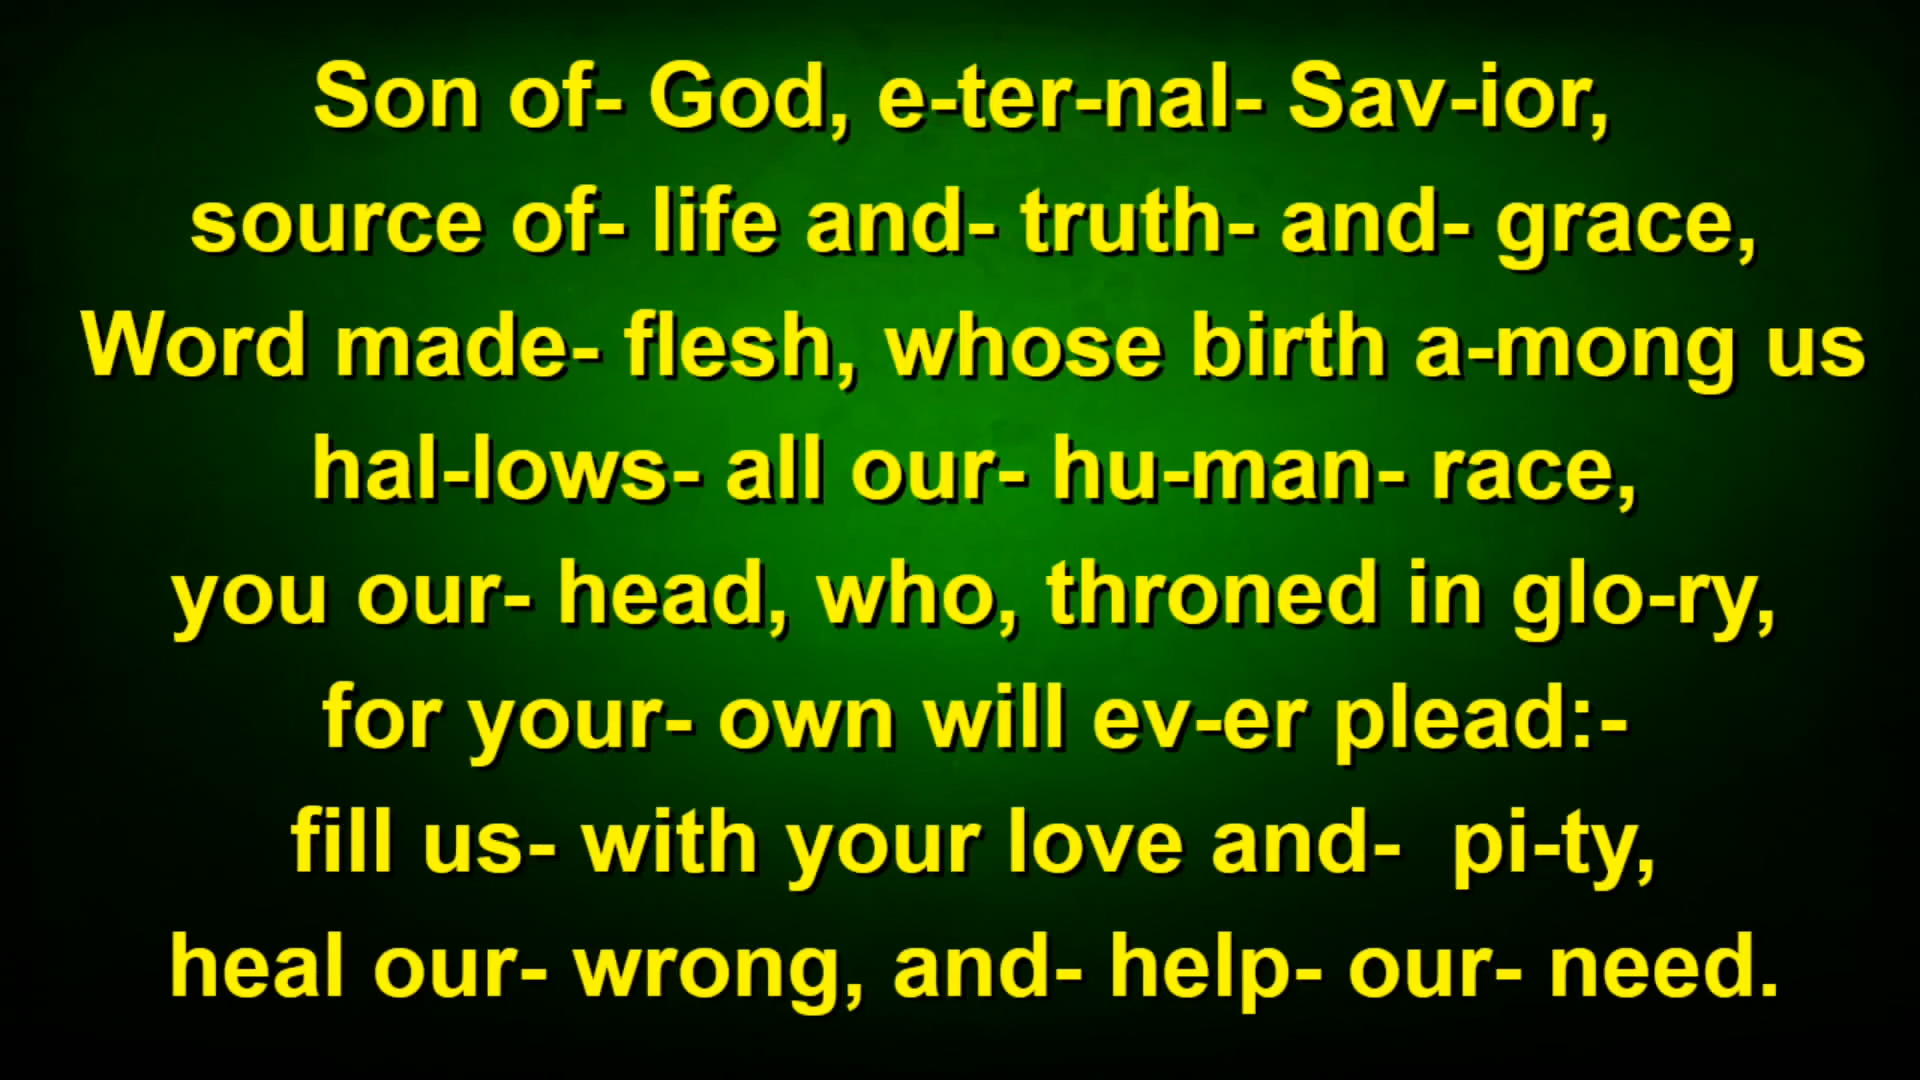 Son of- God, e-ter-nal- Sav-ior,
source of- life and- truth- and- grace,
Word made- flesh, whose birth a-mong us
hal-lows- all our- hu-man- race,
you our- head, who, throned in glo-ry,
for your- own will ev-er plead:-
fill us- with your love and-  pi-ty,
heal our- wrong, and- help- our- need.